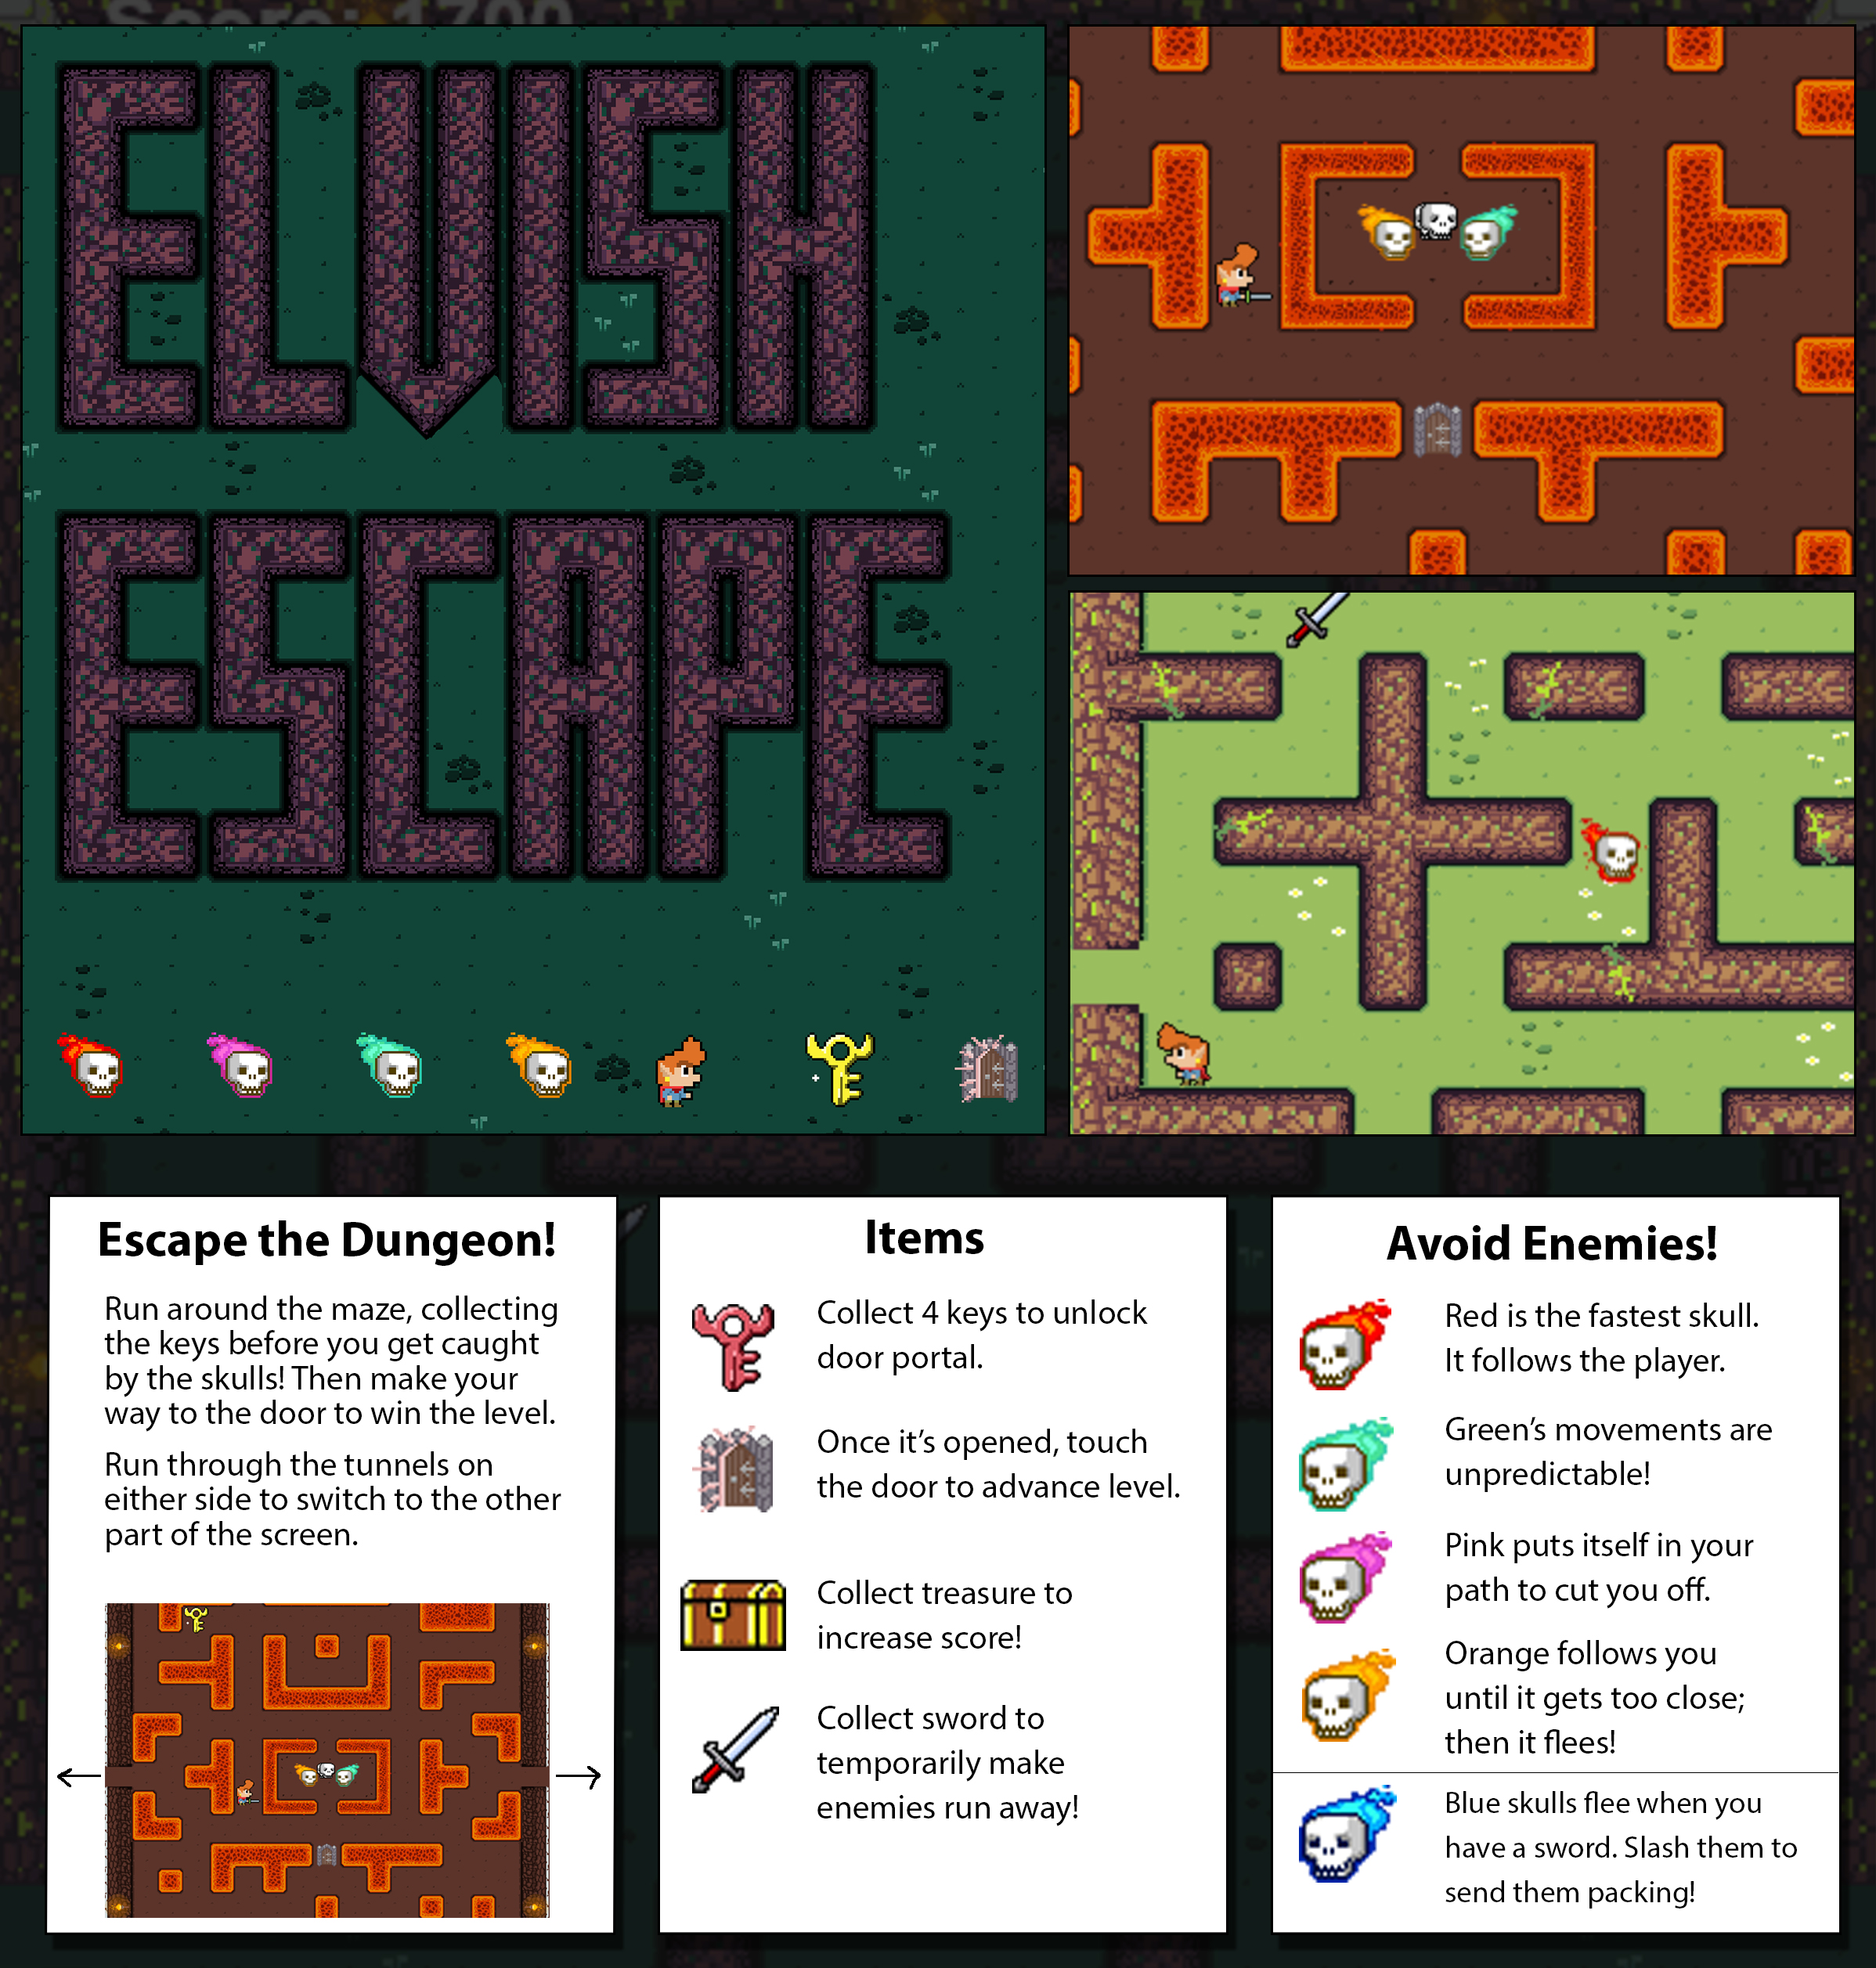 Score: 1700
ELVISH
ESCAPE
Escape the Dungeon!
Run around the maze, collecting
the keys before you get caught
by the skulls! Then make your
way to the door to win the level.
Run through the tunnels on
either side to switch to the other
part of the screen.
Items
Collect 4 keys to unlock
door portal.
Once it's opened, touch
the door to advance level.
Collect treasure to
increase score!
Collect sword to
temporarily make
enemies run away!
Avoid Enemies!
Red is the fastest skull.
It follows the player.
Green's movements are
unpredictable!
Pink puts itself in your
path to cut you off.
Orange follows you
until it gets too close;
then it flees!
Blue skulls flee when you
have a sword. Slash them to
send them packing!